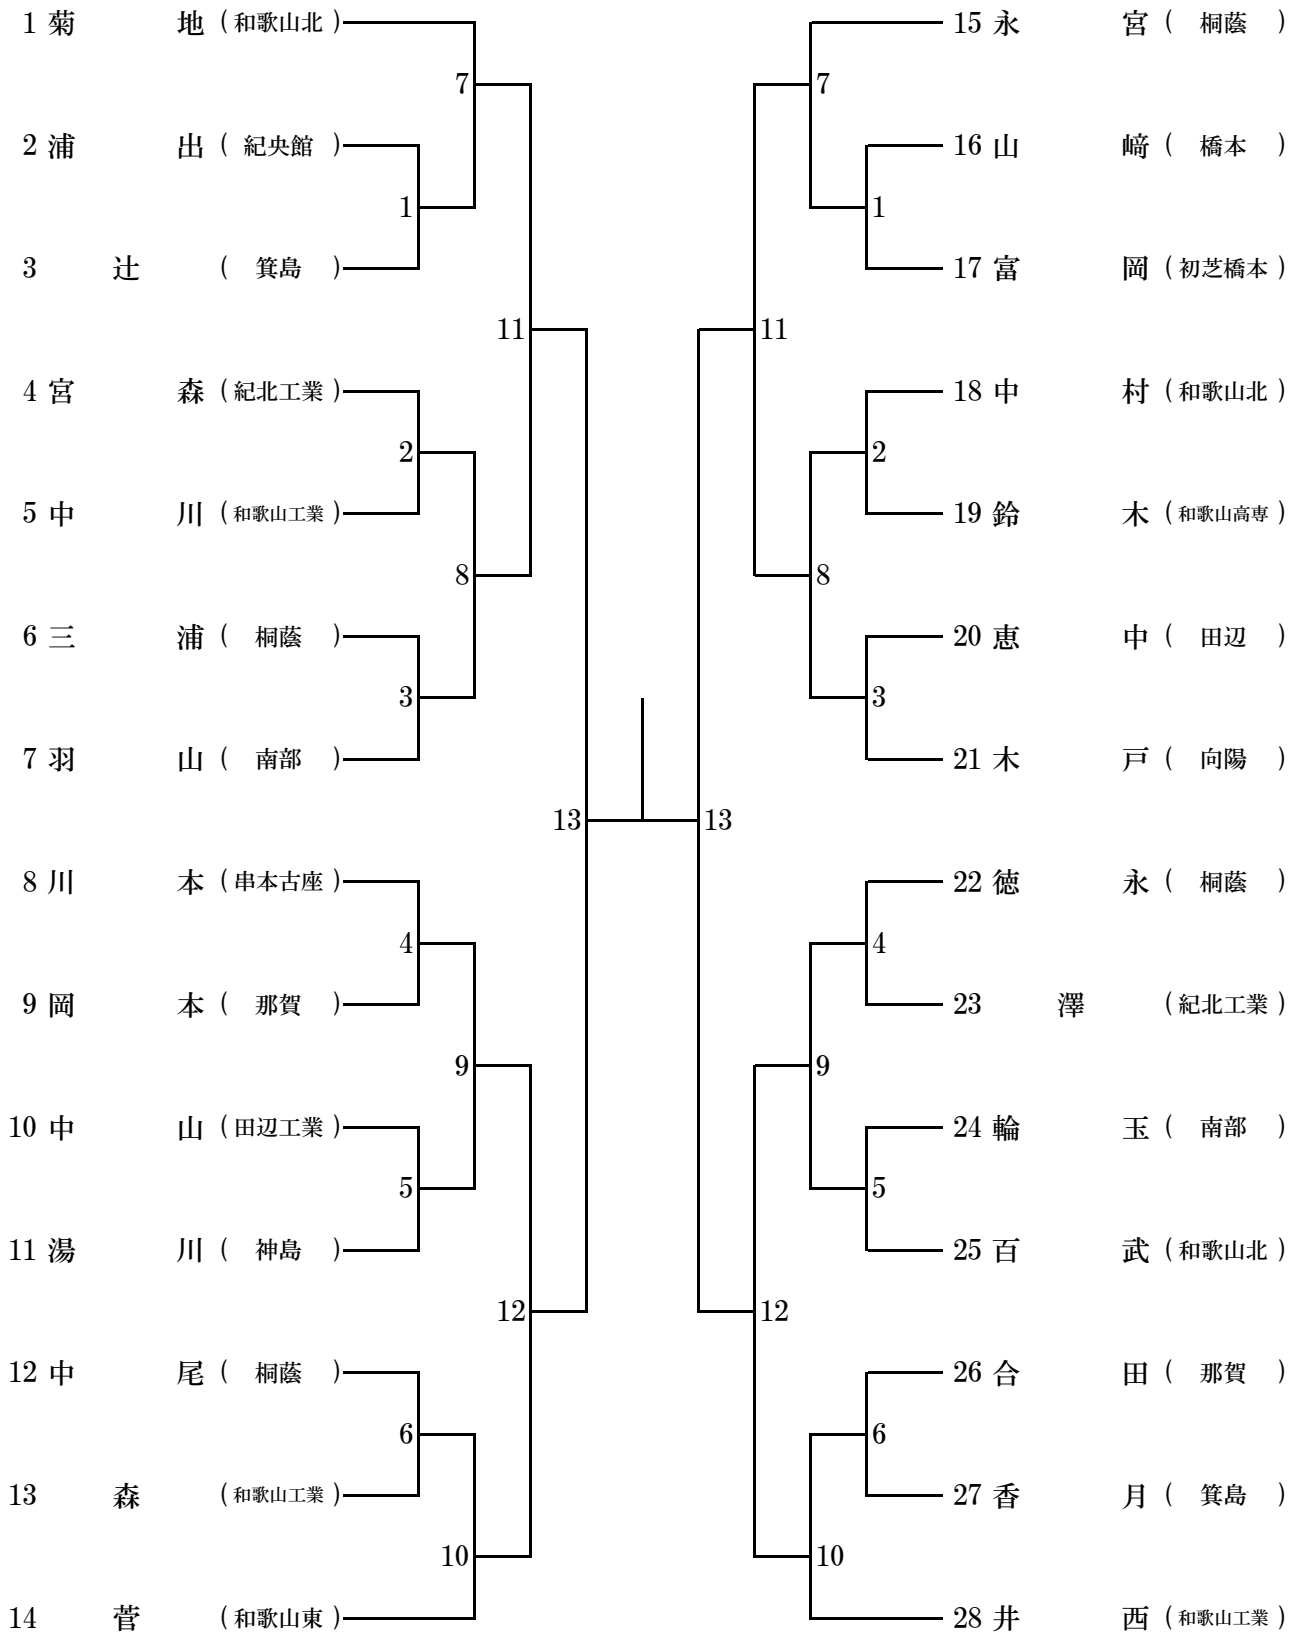 1 菊地 (和歌山北)
7
2 浦出 (紀央館)
1
3 辻 (箕島)
11
4 宮森 (紀北工業)
2
5 中川 (和歌山工業)
8
6 三浦 (桐蔭)
3
7 羽山 (南部)
13
8 川本 (串本古座)
4
9 岡本 (那賀)
9
10 中山 (田辺工業)
5
11 湯川 (神島)
12
12 中尾 (桐蔭)
6
13 森 (和歌山工業)
10
14 菅 (和歌山東)
15 永宮 (桐蔭)
7
16 山﨑 (橋本)
1
17 富岡 (初芝橋本)
11
18 中村 (和歌山北)
2
19 鈴木 (和歌山高専)
8
20 恵中 (田辺)
3
21 木戸 (向陽)
13
22 徳永 (桐蔭)
4
23 澤 (紀北工業)
9
24 輪玉 (南部)
5
25 百武 (和歌山北)
12
26 合田 (那賀)
6
27 香月 (箕島)
10
28 井西 (和歌山工業)